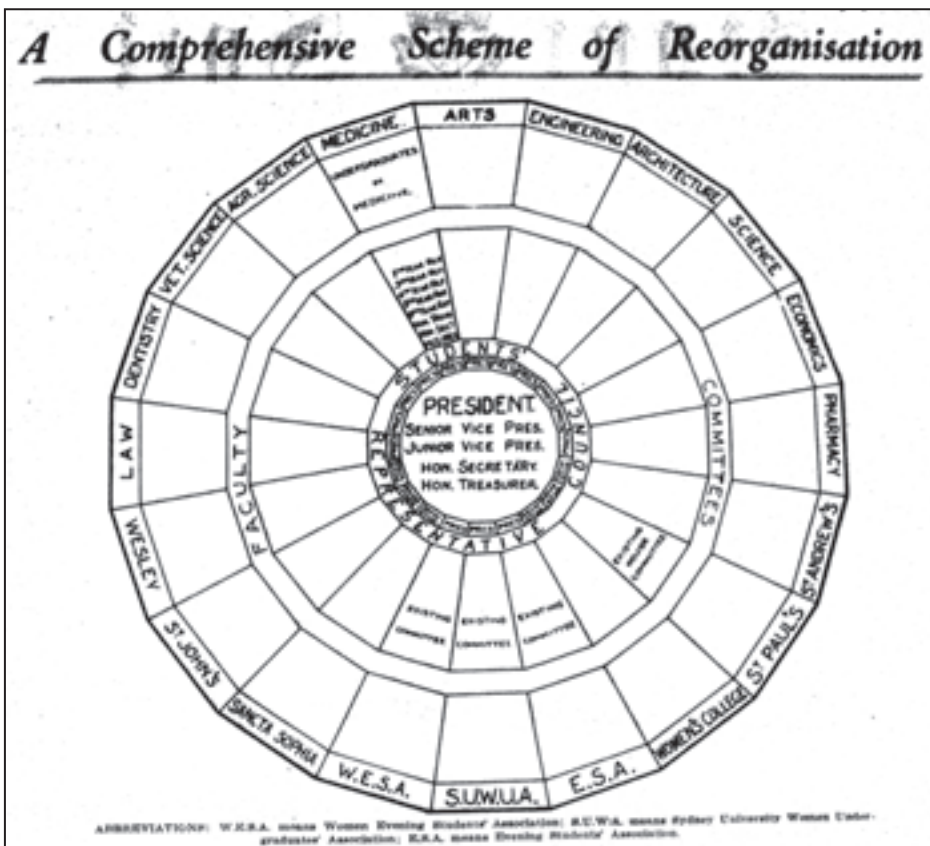 A Comprehensive Scheme of Reorganisation
ARTS
ENGINEERING
ARCHITECTURE
SCIENCE
ECONOMICS
PHARMACY
ST ANDREW'S
ST PAUL'S
WOMEN'S COLLEGE
E.S.A.
S.U.W.U.A.
W.E.S.A.
SANCTA SOPHIA
ST JOHN'S
WESLEY
LAW
DENTISTRY
VET. SCIENCE
AGR. SCIENCE
MEDICINE.
UNDERGRADUATES
IN
MEDICINE.
FACULTY
COMMITTEES
STUDENTS'
REPRESENTATIVE
COUNCIL
PRESIDENT.
SENIOR VICE PRES.
JUNIOR VICE PRES.
HON. SECRETARY.
HON. TREASURER.
EXISTING
HOUSE
COMMITTEE
EXISTING
COMMITTEE
EXISTING
COMMITTEE
EXISTING
COMMITTEE
ABBREVIATIONS: W.E.S.A. means Women Evening Students' Association; S.U.W.A. means Sydney University Women Under-
graduates' Association; E.S.A. means Evening Students' Association.